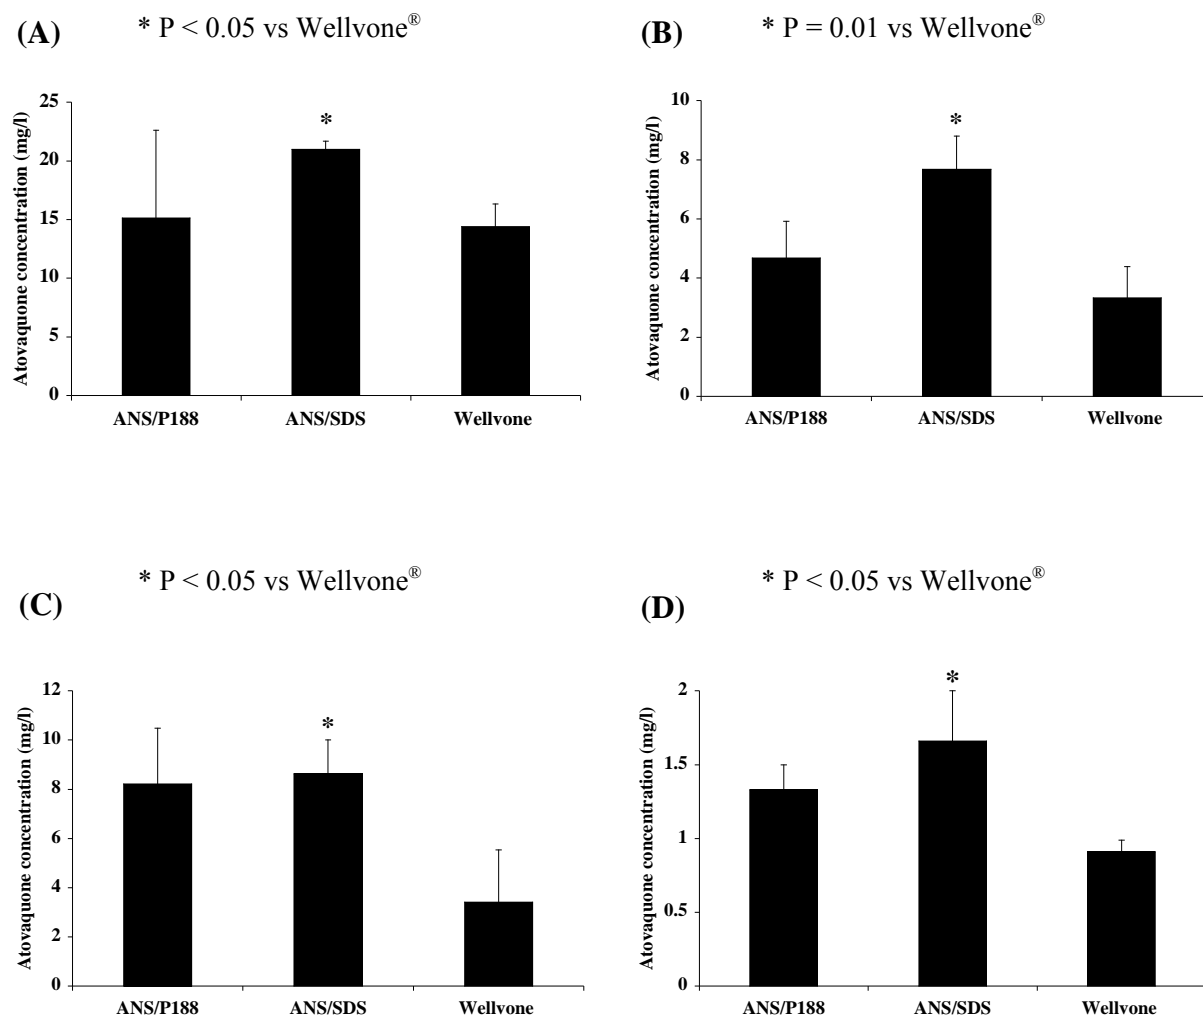 (A) * P < 0.05 vs Wellvone®
Atovaquone concentration (mg/l)
25
20
15
10
5
0
*
ANS/P188 ANS/SDS Wellvone
(B) * P = 0.01 vs Wellvone®
Atovaquone concentration (mg/l)
10
8
6
4
2
0
*
ANS/P188 ANS/SDS Wellvone
(C) * P < 0.05 vs Wellvone®
Atovaquone concentration (mg/l)
12
10
8
6
4
2
0
*
ANS/P188 ANS/SDS Wellvone
(D) * P < 0.05 vs Wellvone®
Atovaquone concentration (mg/l)
2
1.5
1
0.5
0
*
ANS/P188 ANS/SDS Wellvone